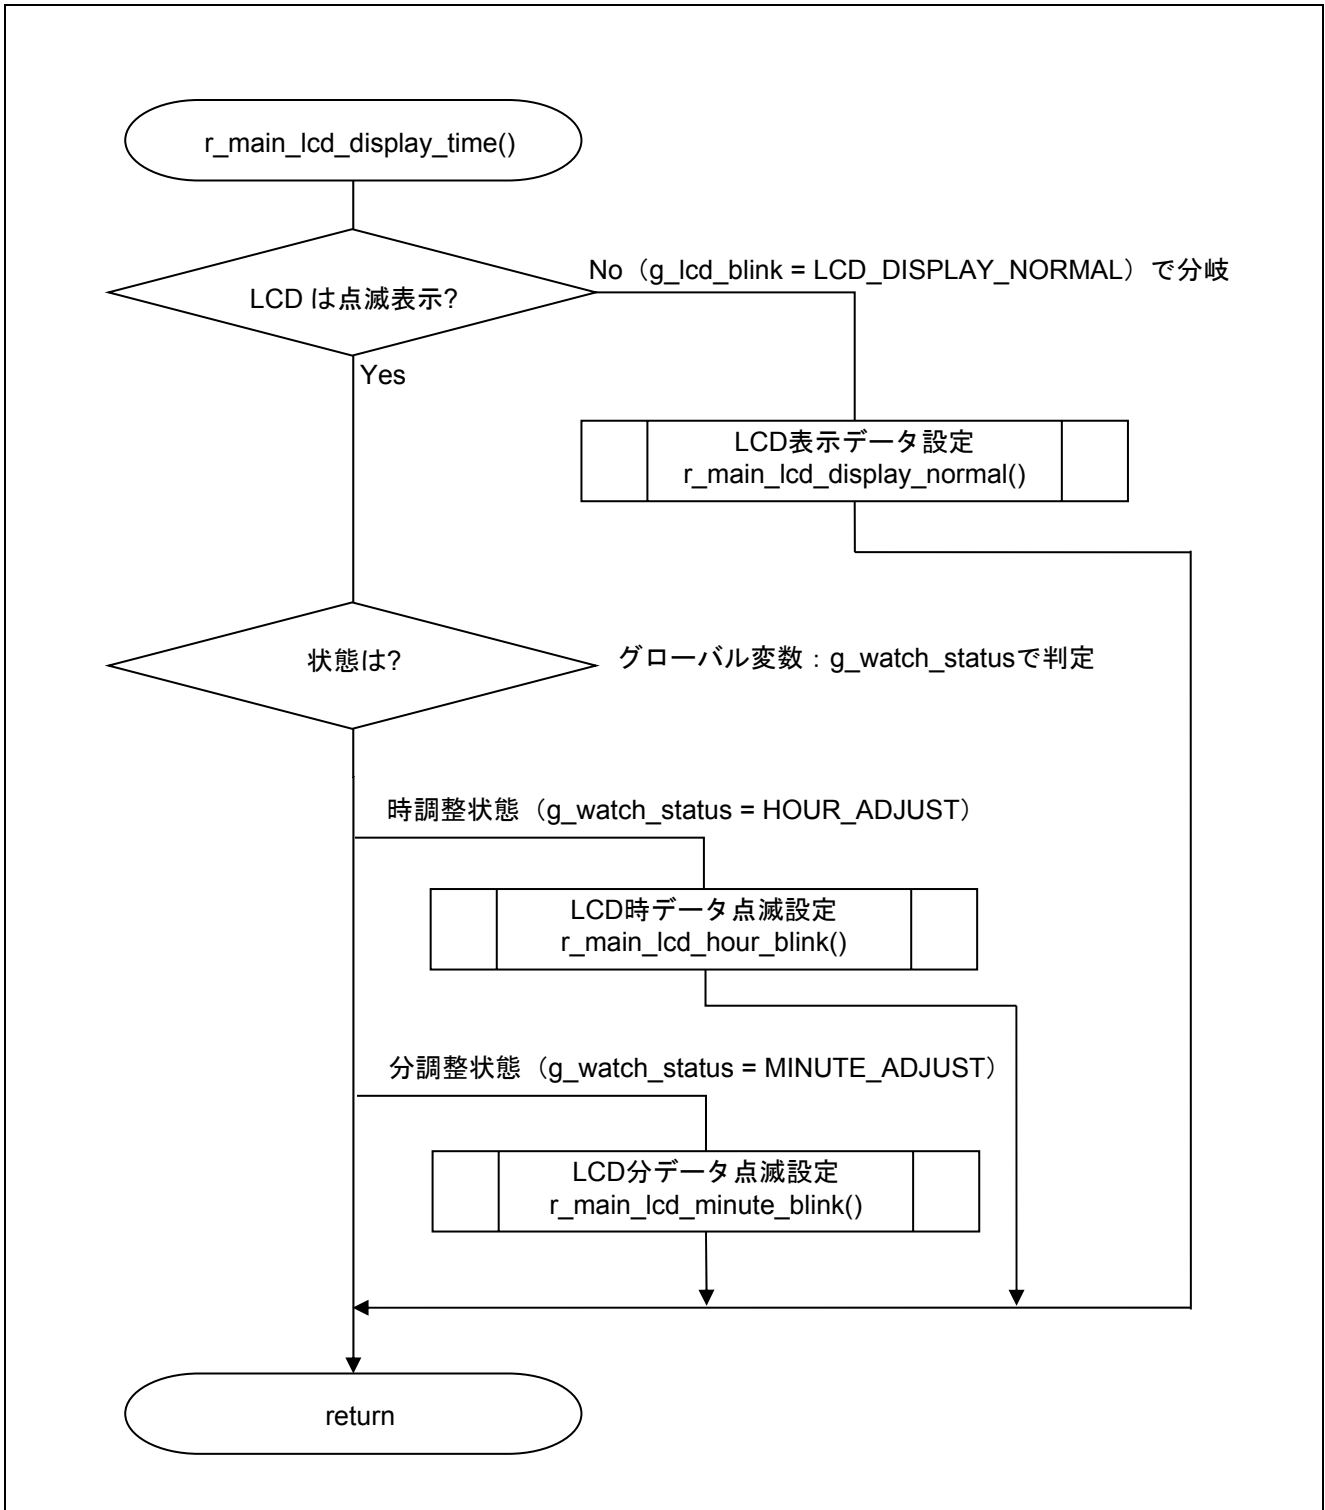 r_main_lcd_display_time()
No（g_lcd_blink = LCD_DISPLAY_NORMAL）で分岐
LCD は点滅表示?
Yes
LCD表示データ設定
r_main_lcd_display_normal()
状態は?
グローバル変数：g_watch_statusで判定
時調整状態（g_watch_status = HOUR_ADJUST）
LCD時データ点滅設定
r_main_lcd_hour_blink()
分調整状態（g_watch_status = MINUTE_ADJUST）
LCD分データ点滅設定
r_main_lcd_minute_blink()
return